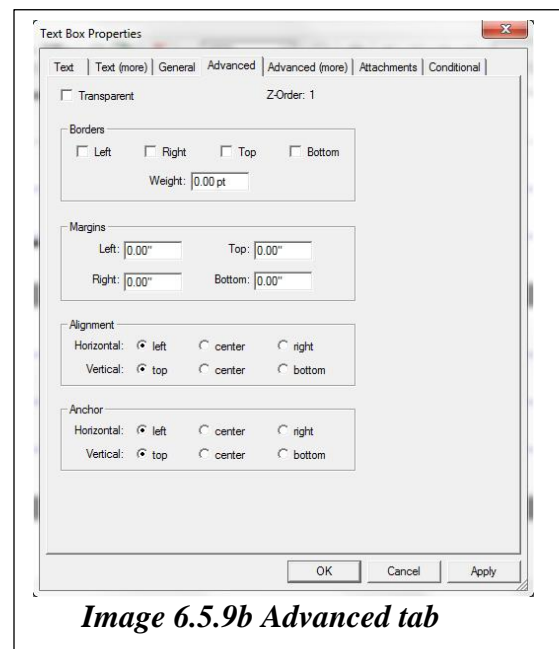 Text Box Properties
Text Text (more) General Advanced Advanced (more) Attachments Conditional
Transparent Z-Order: 1
Borders
Left Right Top Bottom
Weight: 0.00 pt
Margins
Left: 0.00" Top: 0.00"
Right: 0.00" Bottom: 0.00"
Alignment
Horizontal: left center right
Vertical: top center bottom
Anchor
Horizontal: left center right
Vertical: top center bottom
OK Cancel Apply
Image 6.5.9b Advanced tab